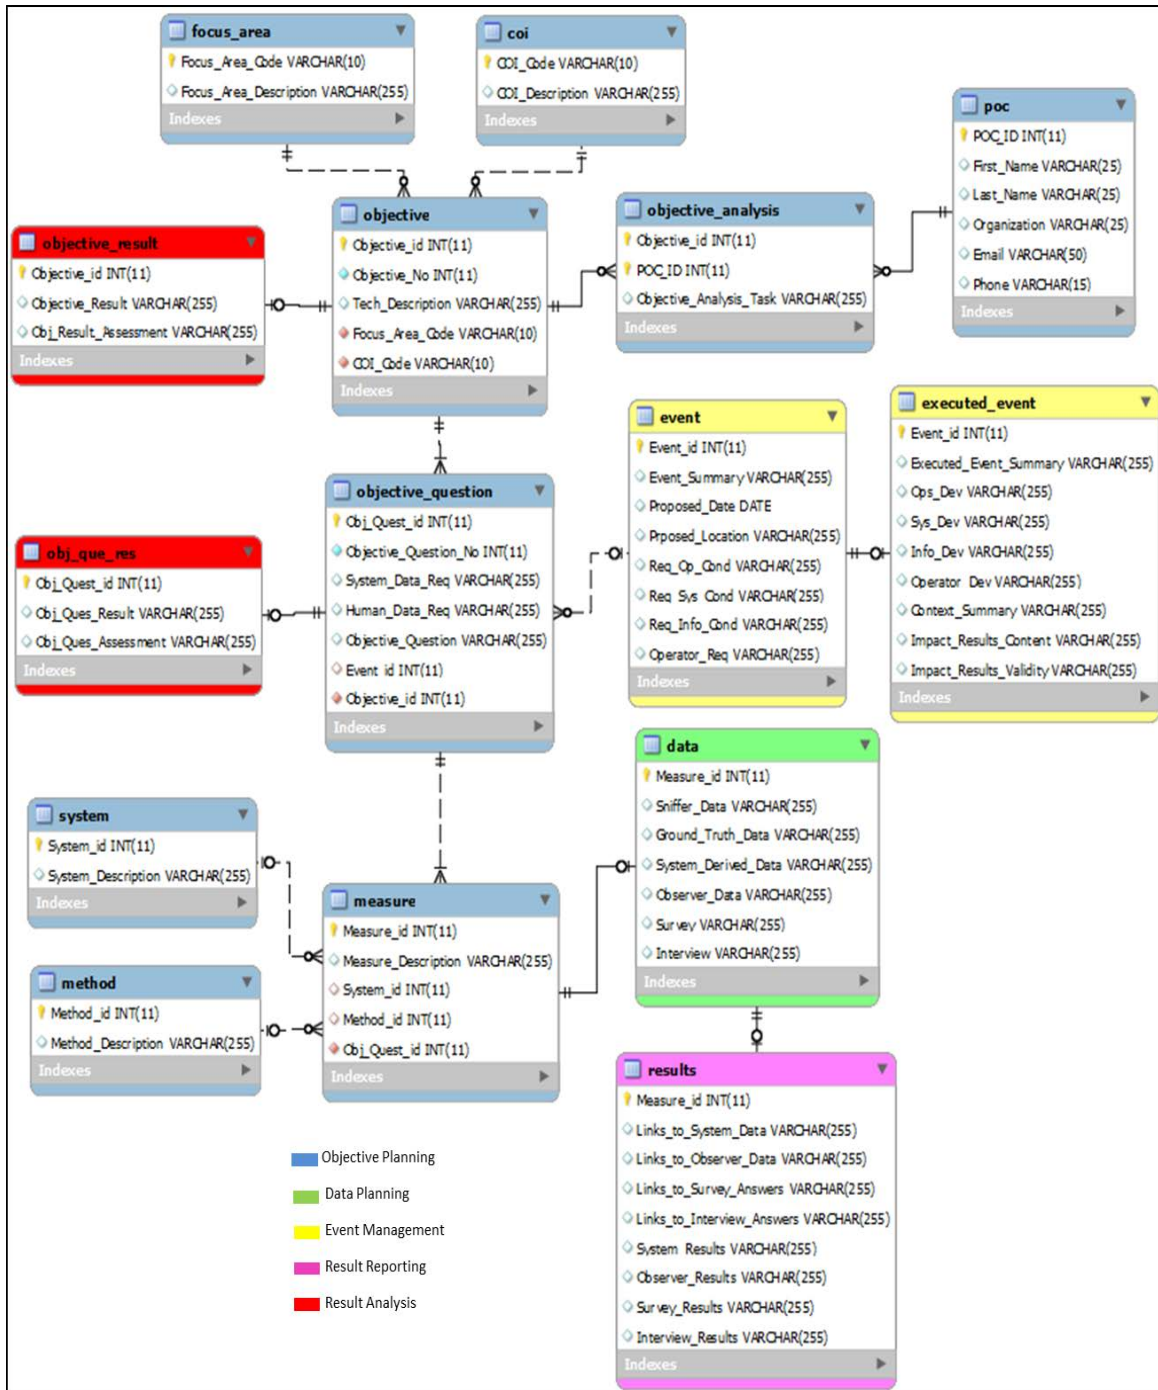 focus_area
Focus_Area_Code VARCHAR(10)
Focus_Area_Description VARCHAR(255)
Indexes
coi
COI_Code VARCHAR(10)
COI_Description VARCHAR(255)
Indexes
poc
POC_ID INT(11)
First_Name VARCHAR(25)
Last_Name VARCHAR(25)
Organization VARCHAR(25)
Email VARCHAR(50)
Phone VARCHAR(15)
Indexes
objective_result
Objective_id INT(11)
Objective_Result VARCHAR(255)
Obj_Result_Assessment VARCHAR(255)
Indexes
objective
Objective_id INT(11)
Objective_No INT(11)
Tech_Description VARCHAR(255)
Focus_Area_Code VARCHAR(10)
COI_Code VARCHAR(10)
Indexes
objective_analysis
Objective_id INT(11)
POC_ID INT(11)
Objective_Analysis_Task VARCHAR(255)
Indexes
event
Event_id INT(11)
Event_Summary VARCHAR(255)
Proposed_Date DATE
Prposed_Location VARCHAR(255)
Req_Op_Cond VARCHAR(255)
Req_Sys_Cond VARCHAR(255)
Req_Info_Cond VARCHAR(255)
Operator_Req VARCHAR(255)
Indexes
executed_event
Event_id INT(11)
Executed_Event_Summary VARCHAR(255)
Ops_Dev VARCHAR(255)
Sys_Dev VARCHAR(255)
Info_Dev VARCHAR(255)
Operator_Dev VARCHAR(255)
Context_Summary VARCHAR(255)
Impact_Results_Content VARCHAR(255)
Impact_Results_Validity VARCHAR(255)
Indexes
obj_que_res
Obj_Quest_id INT(11)
Obj_Ques_Result VARCHAR(255)
Obj_Ques_Assessment VARCHAR(255)
Indexes
objective_question
Obj_Quest_id INT(11)
Objective_Question_No INT(11)
System_Data_Req VARCHAR(255)
Human_Data_Req VARCHAR(255)
Objective_Question VARCHAR(255)
Event_id INT(11)
Objective_id INT(11)
Indexes
data
Measure_id INT(11)
Sniffer_Data VARCHAR(255)
Ground_Truth_Data VARCHAR(255)
System_Derived_Data VARCHAR(255)
Observer_Data VARCHAR(255)
Survey VARCHAR(255)
Interview VARCHAR(255)
Indexes
system
System_id INT(11)
System_Description VARCHAR(255)
Indexes
method
Method_id INT(11)
Method_Description VARCHAR(255)
Indexes
measure
Measure_id INT(11)
Measure_Description VARCHAR(255)
System_id INT(11)
Method_id INT(11)
Obj_Quest_id INT(11)
Indexes
results
Measure_id INT(11)
Links_to_System_Data VARCHAR(255)
Links_to_Observer_Data VARCHAR(255)
Links_to_Survey_Answers VARCHAR(255)
Links_to_Interview_Answers VARCHAR(255)
System_Results VARCHAR(255)
Observer_Results VARCHAR(255)
Survey_Results VARCHAR(255)
Interview_Results VARCHAR(255)
Indexes
Objective Planning
Data Planning
Event Management
Result Reporting
Result Analysis